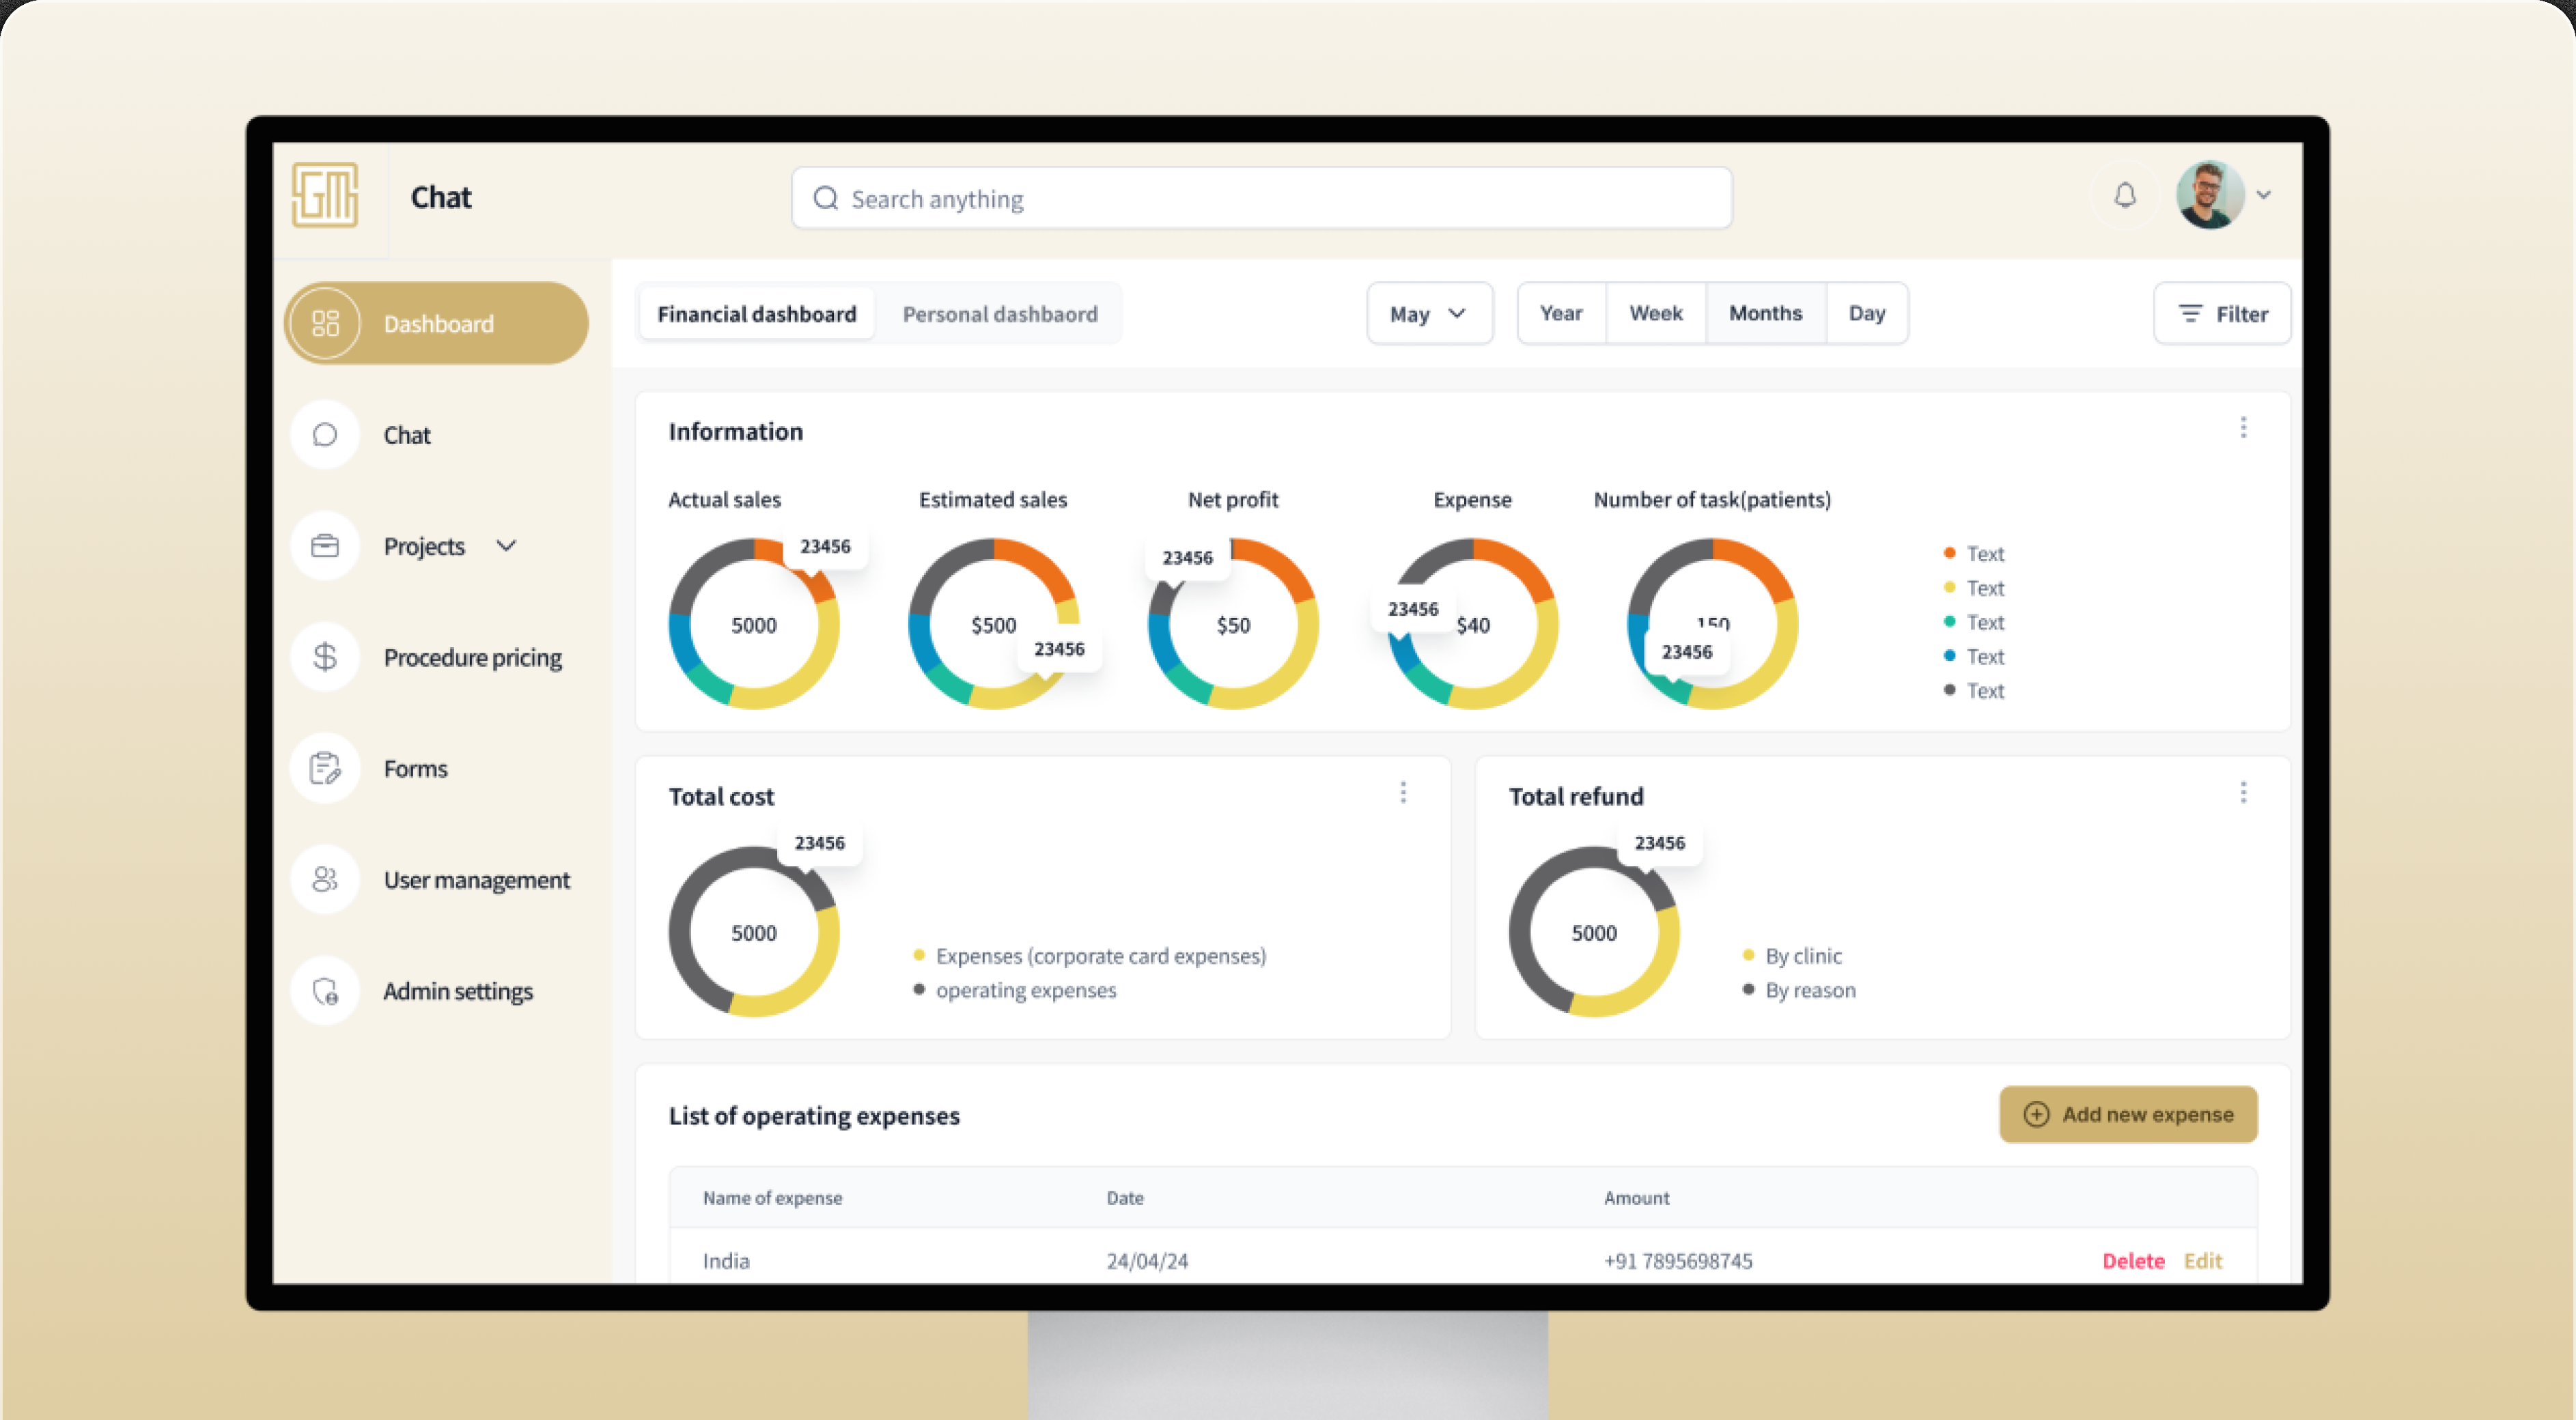 GM
Chat
Search anything
Dashboard
Chat
Projects
Procedure pricing
Forms
User management
Admin settings
Financial dashboard
Personal dashbaord
May
Year
Week
Months
Day
Filter
Information
Actual sales
23456
5000
Estimated sales
$500
23456
Net profit
23456
$50
Expense
23456
$40
Number of task(patients)
150
23456
Text
Text
Text
Text
Text
Total cost
23456
5000
Expenses (corporate card expenses)
operating expenses
Total refund
23456
5000
By clinic
By reason
List of operating expenses
Add new expense
Name of expense Date Amount
India 24/04/24 +91 7895698745 Delete Edit